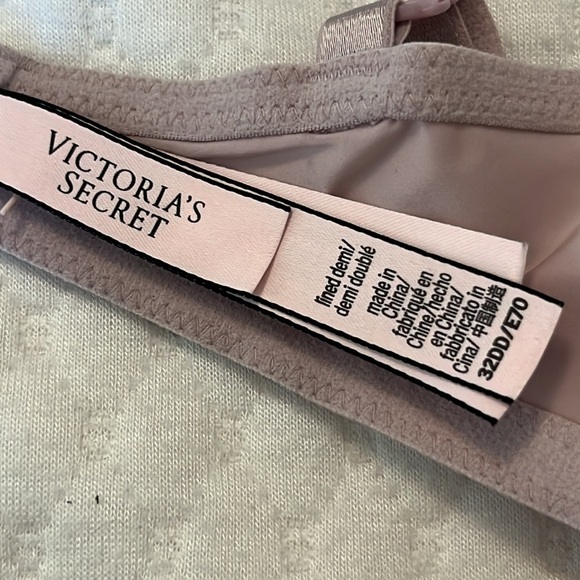 VICTORIA'S
SECRET
lined demi/
demi doublé
made in
China/
fabriqué en
Chine/hecho
en China/
fabbricato in
Cina/ 中国制造
32DD/E70